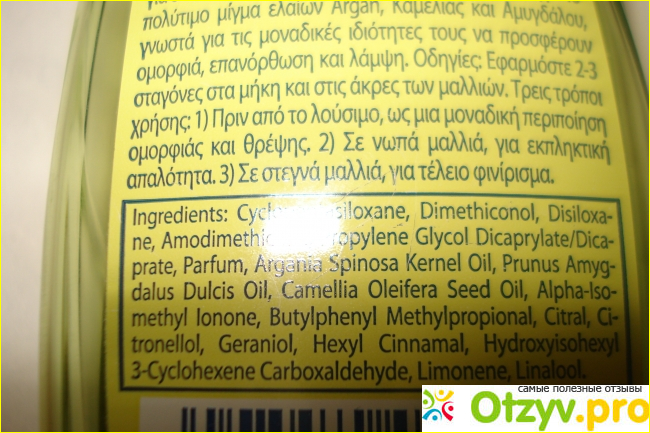 πολύτιμο μίγμα ελαίων Argan, Καμέλιας και Αμυγδάλου,
γνωστά για τις μοναδικές ιδιότητες τους να προσφέρουν
ομορφιά, επανόρθωση και λάμψη. Οδηγίες: Εφαρμόστε 2-3
σταγόνες στα μήκη και στις άκρες των μαλλιών. Τρεις τρόποι
χρήσης: 1) Πριν από το λούσιμο, ως μια μοναδική περιποίηση
ομορφιάς και θρέψης. 2) Σε νωπά μαλλιά, για εκπληκτική
απαλότητα. 3) Σε στεγνά μαλλιά, για τέλειο φινίρισμα.
Ingredients: Dimethiconol, Disiloxa-
ne, Glycol Dicaprylate/Dica-
prate, Parfum, Argania Spinosa Kernel Oil, Prunus Amyg-
dalus Dulcis Oil, Camellia Oleifera Seed Oil, Alpha-Iso-
methyl Ionone, Butylphenyl Methylpropional, Citral, Ci-
tronellol, Geraniol, Hexyl Cinnamal, Hydroxyisohexyl
3-Cyclohexene Carboxaldehyde, Limonene, Linalool.
самые полезные отзывы
Otzyv.pro